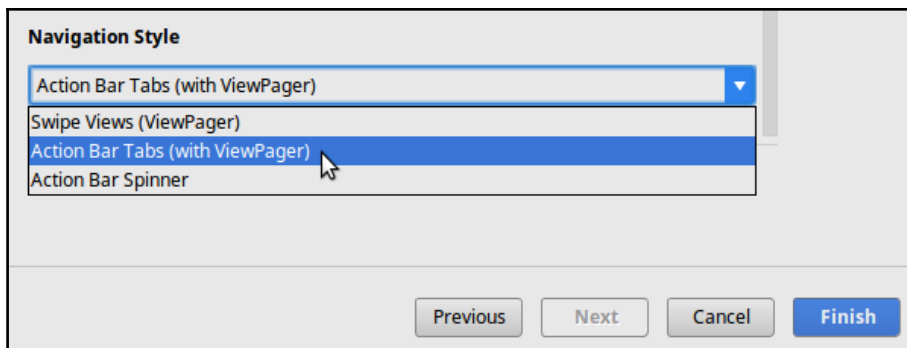 Navigation Style
Action Bar Tabs (with ViewPager)
Swipe Views (ViewPager)
Action Bar Tabs (with ViewPager)
Action Bar Spinner
Previous Next Cancel Finish